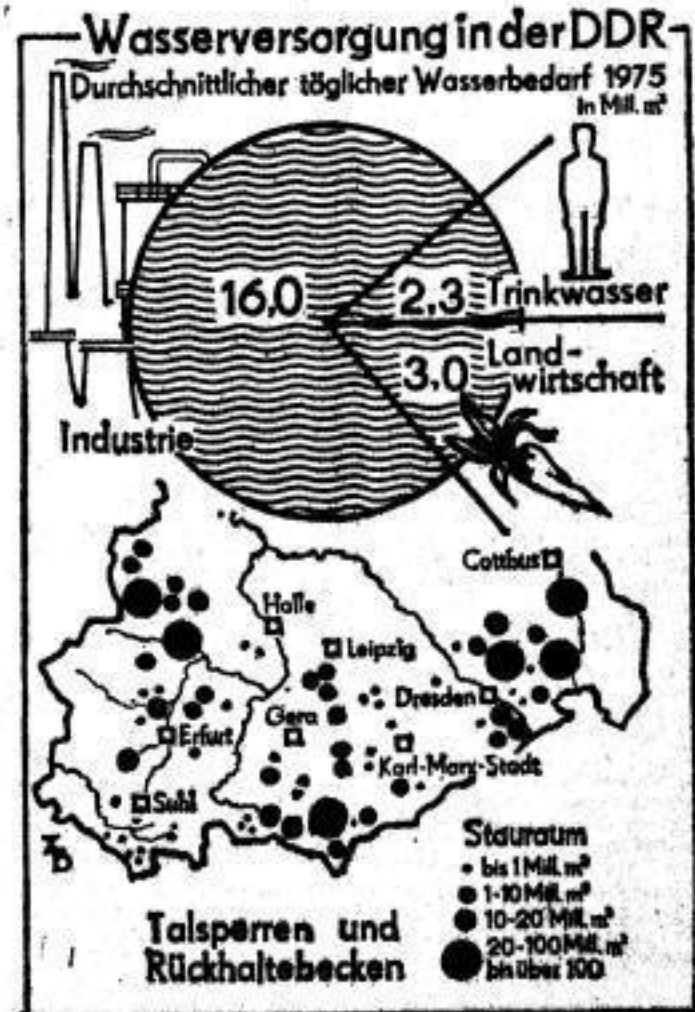 Wasserversorgung in der DDR
Durchschnittlicher täglicher Wasserbedarf 1975
in Mill. m³
16,0
2,3 Trinkwasser
3,0 Land-
wirtschaft
Industrie
Cottbus
Halle
Leipzig
Dresden
Gera
Erfurt
Karl-Marx-Stadt
Suhl
Stauraum
bis 1 Mill. m³
1-10 Mill. m³
10-20 Mill. m³
20-100 Mill. m³
bis über 100
Talsperren und
Rückhaltebecken